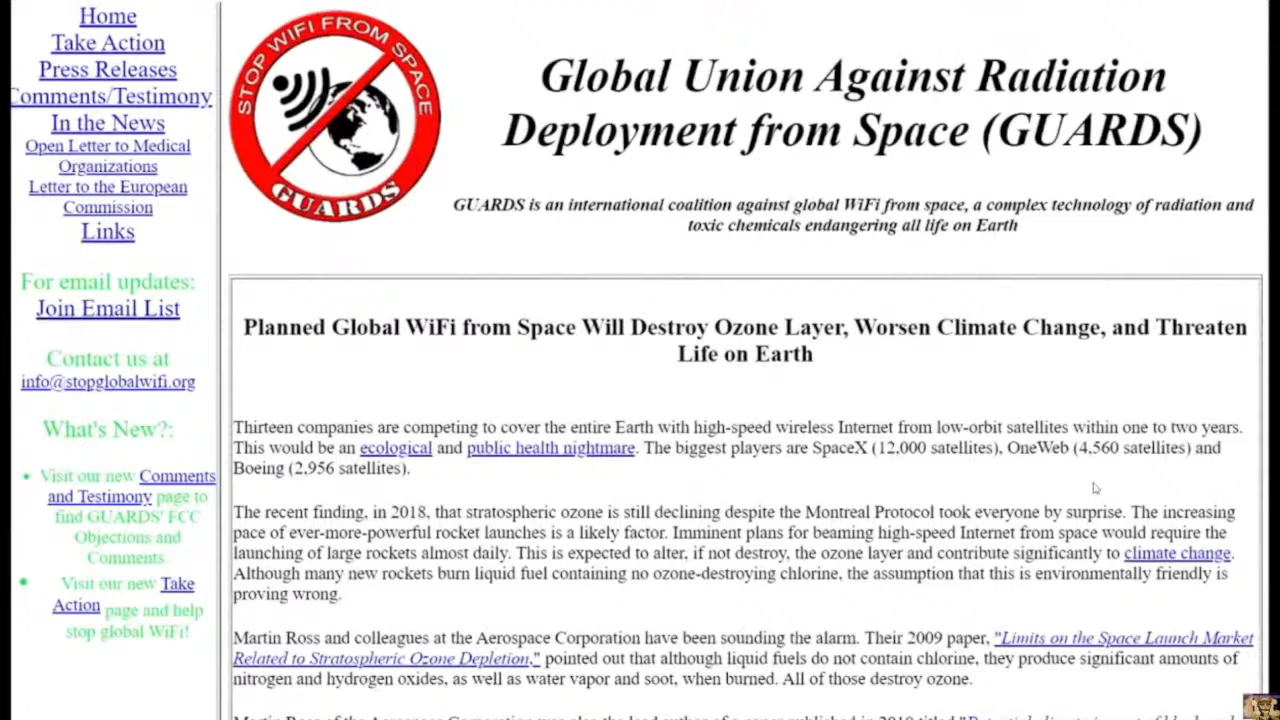 Home
Take Action
Press Releases
Comments/Testimony
In the News
Open Letter to Medical
Organizations
Letter to the European
Commission
Links
For email updates:
Join Email List
Contact us at
info@stopglobalwifi.org
What's New?:
• Visit our new Comments
and Testimony page to
find GUARDS' FCC
Objections and
Comments
• Visit our new Take
Action page and help
stop global WiFi!
STOP WIFI FROM SPACE
GUARDS
Global Union Against Radiation
Deployment from Space (GUARDS)
GUARDS is an international coalition against global WiFi from space, a complex technology of radiation and
toxic chemicals endangering all life on Earth
Planned Global WiFi from Space Will Destroy Ozone Layer, Worsen Climate Change, and Threaten
Life on Earth
Thirteen companies are competing to cover the entire Earth with high-speed wireless Internet from low-orbit satellites within one to two years.
This would be an ecological and public health nightmare. The biggest players are SpaceX (12,000 satellites), OneWeb (4,560 satellites) and
Boeing (2,956 satellites).
The recent finding, in 2018, that stratospheric ozone is still declining despite the Montreal Protocol took everyone by surprise. The increasing
pace of ever-more-powerful rocket launches is a likely factor. Imminent plans for beaming high-speed Internet from space would require the
launching of large rockets almost daily. This is expected to alter, if not destroy, the ozone layer and contribute significantly to climate change.
Although many new rockets burn liquid fuel containing no ozone-destroying chlorine, the assumption that this is environmentally friendly is
proving wrong.
Martin Ross and colleagues at the Aerospace Corporation have been sounding the alarm. Their 2009 paper, "Limits on the Space Launch Market
Related to Stratospheric Ozone Depletion," pointed out that although liquid fuels do not contain chlorine, they produce significant amounts of
nitrogen and hydrogen oxides, as well as water vapor and soot, when burned. All of those destroy ozone.